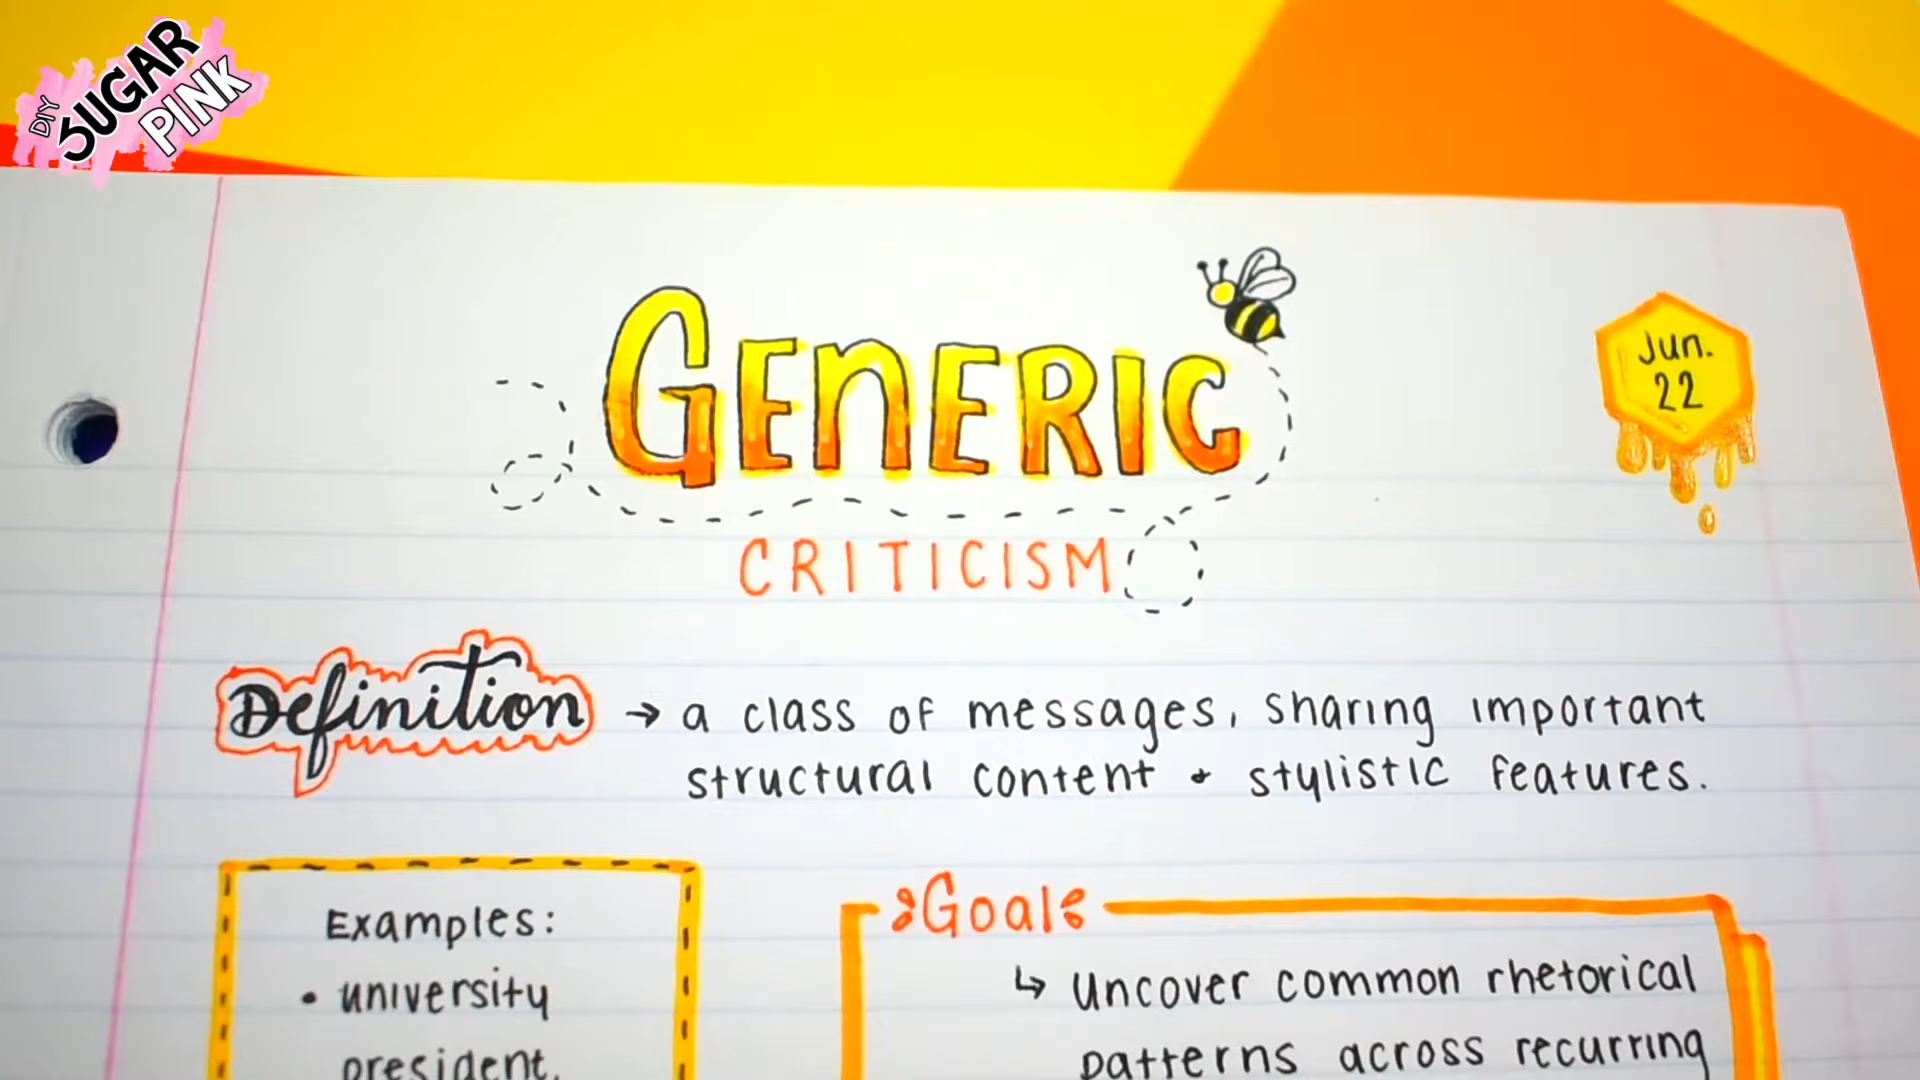 DIY
SUGAR
PINK
GENERIC
CRITICISM
Jun.
22
Definition → a class of messages, sharing important
structural content + stylistic features.
Examples:
• university
president,
Goal
↳ Uncover common rhetorical
patterns across recurring